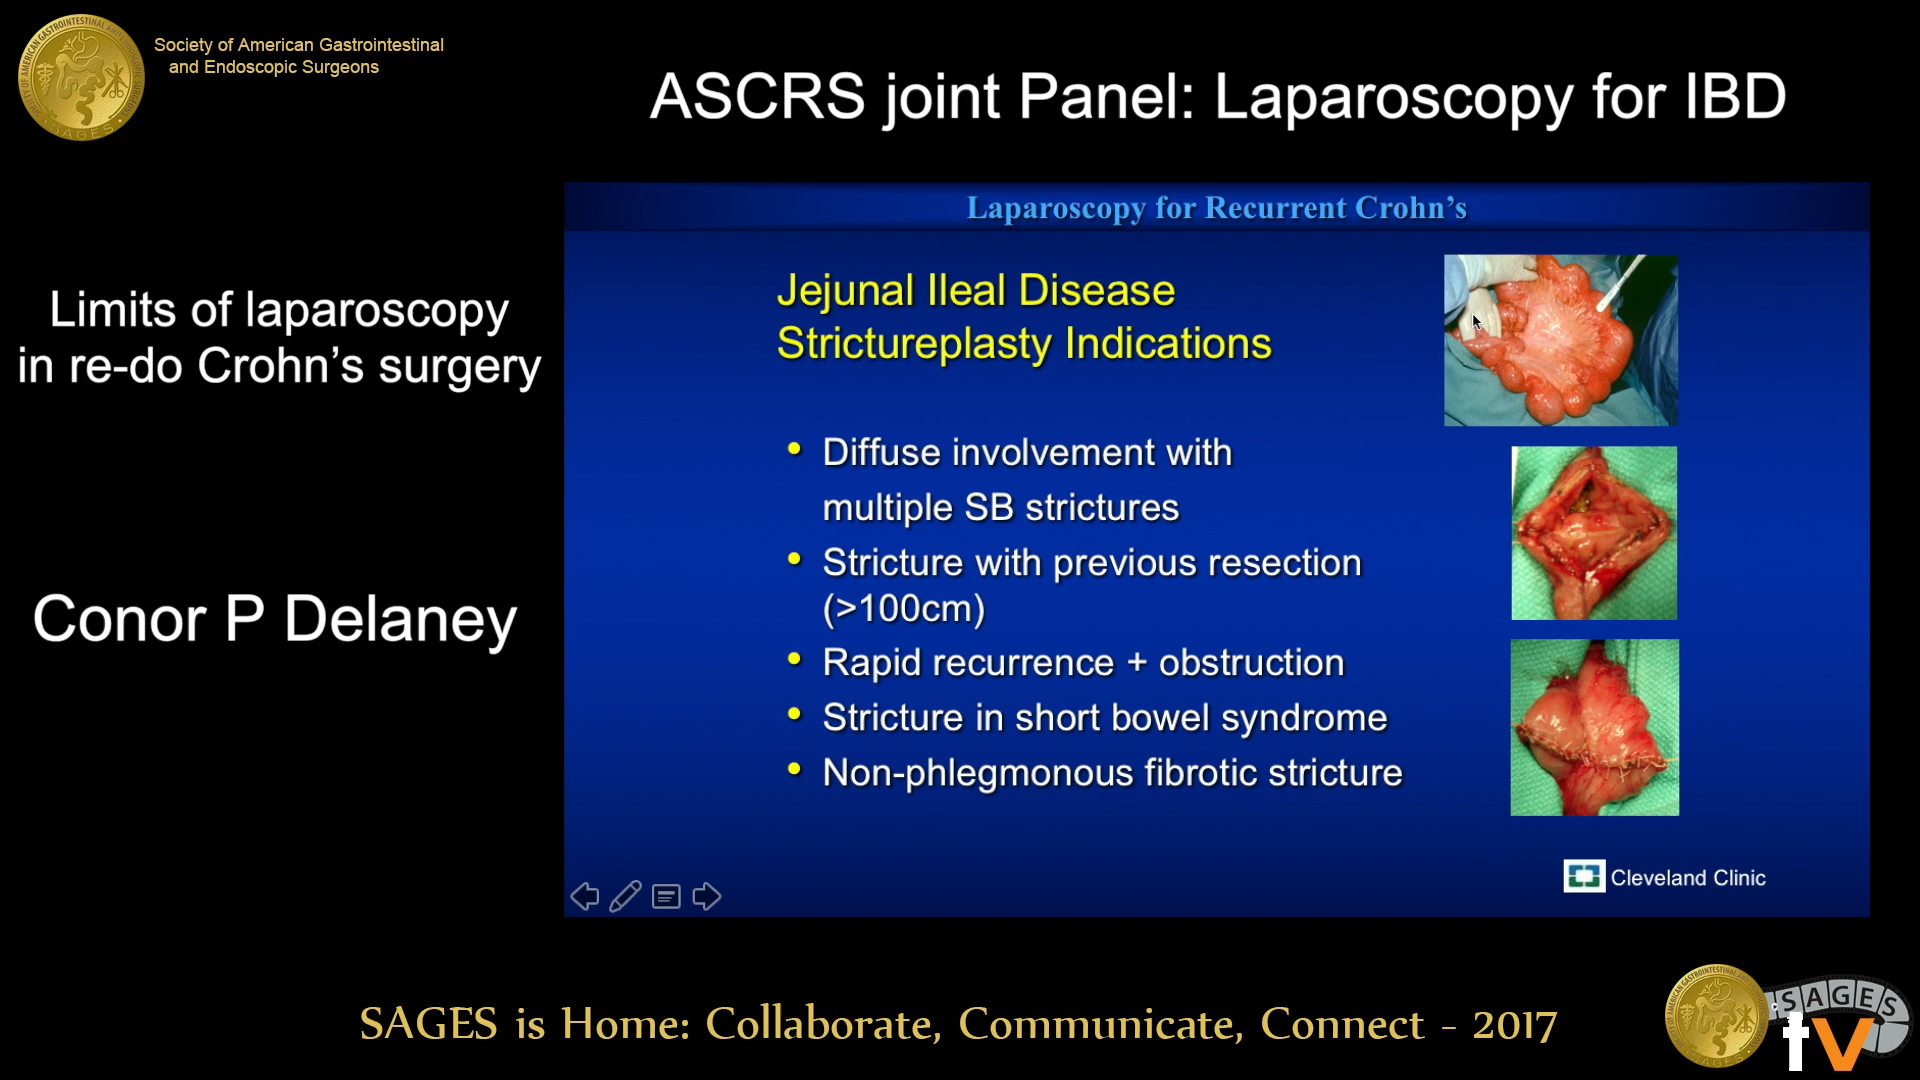 Society of American Gastrointestinal
and Endoscopic Surgeons
ASCRS joint Panel: Laparoscopy for IBD
Limits of laparoscopy
in re-do Crohn's surgery
Conor P Delaney
Laparoscopy for Recurrent Crohn's
Jejunal Ileal Disease
Strictureplasty Indications
• Diffuse involvement with
multiple SB strictures
• Stricture with previous resection
(>100cm)
• Rapid recurrence + obstruction
• Stricture in short bowel syndrome
• Non-phlegmonous fibrotic stricture
Cleveland Clinic
SAGES is Home: Collaborate, Communicate, Connect - 2017
SAGES
tv